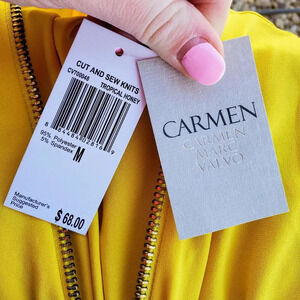 CUT AND SEW KNITS
CVT00048
TROPICAL HONEY
M
95% Polyester
5% Spandex
Manufacturer's
Suggested
Price
$68.00
CARMEN
CARMEN
MARC
VALVO